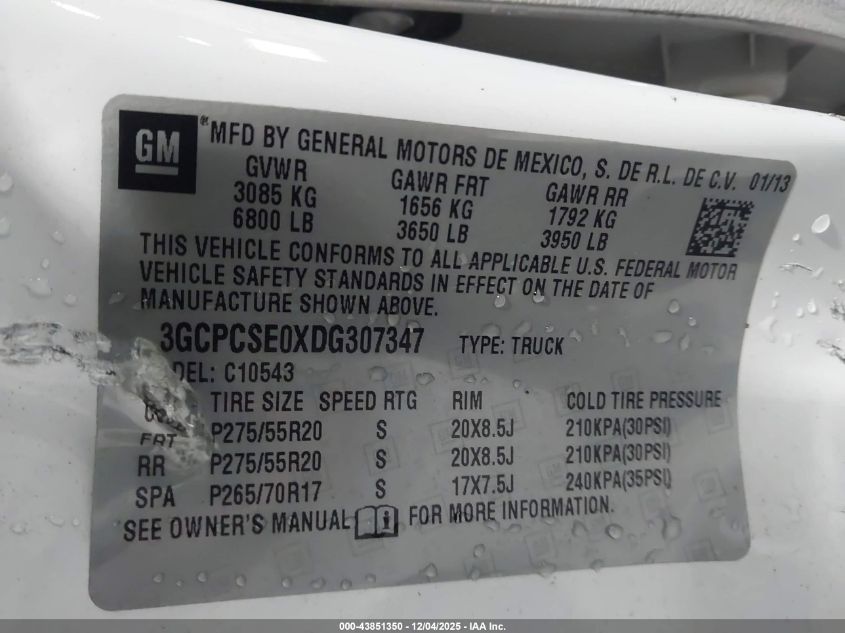 GM
MFD BY GENERAL MOTORS DE MEXICO, S. DE R.L. DE C.V. 01/13
GVWR GAWR FRT GAWR RR
3085 KG 1656 KG 1792 KG
6800 LB 3650 LB 3950 LB
THIS VEHICLE CONFORMS TO ALL APPLICABLE U.S. FEDERAL MOTOR
VEHICLE SAFETY STANDARDS IN EFFECT ON THE DATE OF
MANUFACTURE SHOWN ABOVE.
3GCPCSE0XDG307347 TYPE: TRUCK
DEL: C10543
TIRE SIZE SPEED RTG RIM COLD TIRE PRESSURE
FRT P275/55R20 S 20X8.5J 210KPA(30PSI)
RR P275/55R20 S 20X8.5J 210KPA(30PSI)
SPA P265/70R17 S 17X7.5J 240KPA(35PSI)
SEE OWNER'S MANUAL FOR MORE INFORMATION.
000-43851350 - 12/04/2025 - IAA Inc.